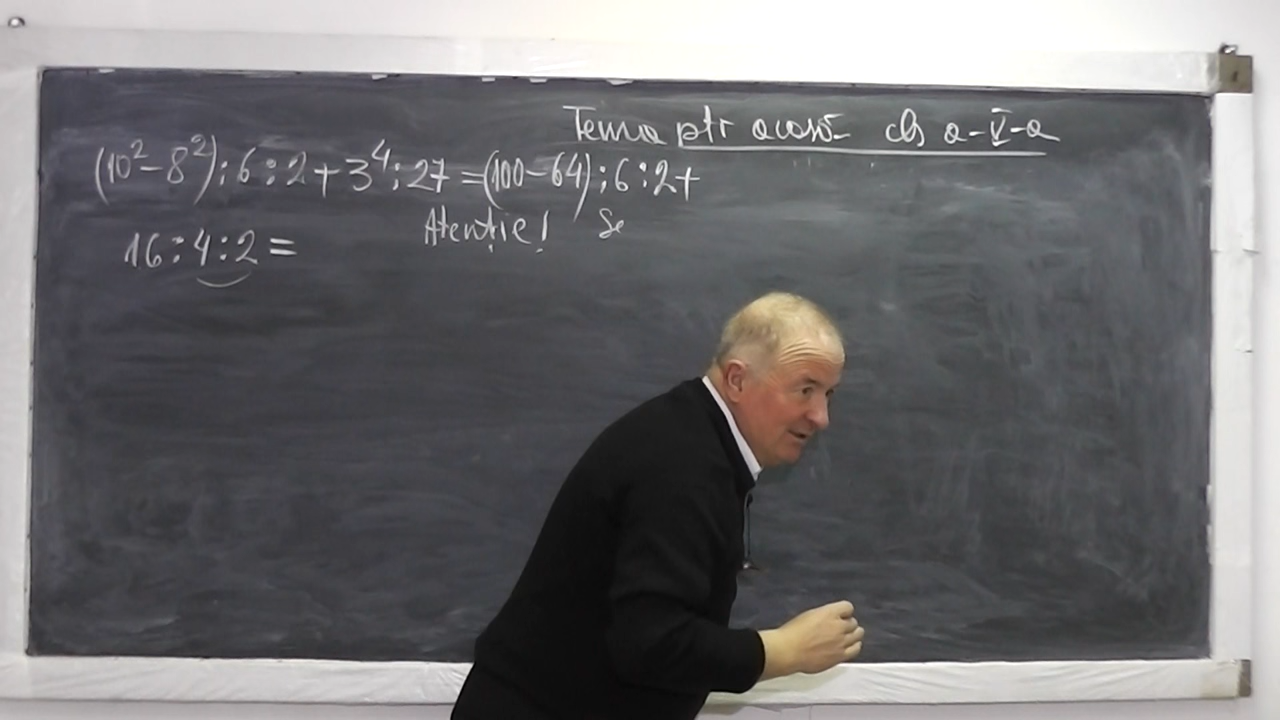 Tema ptr acasă cls a-V-a
(10²-8²):6:2+3⁴:27=(100-64):6:2+
Atenție! Se
16:4:2=